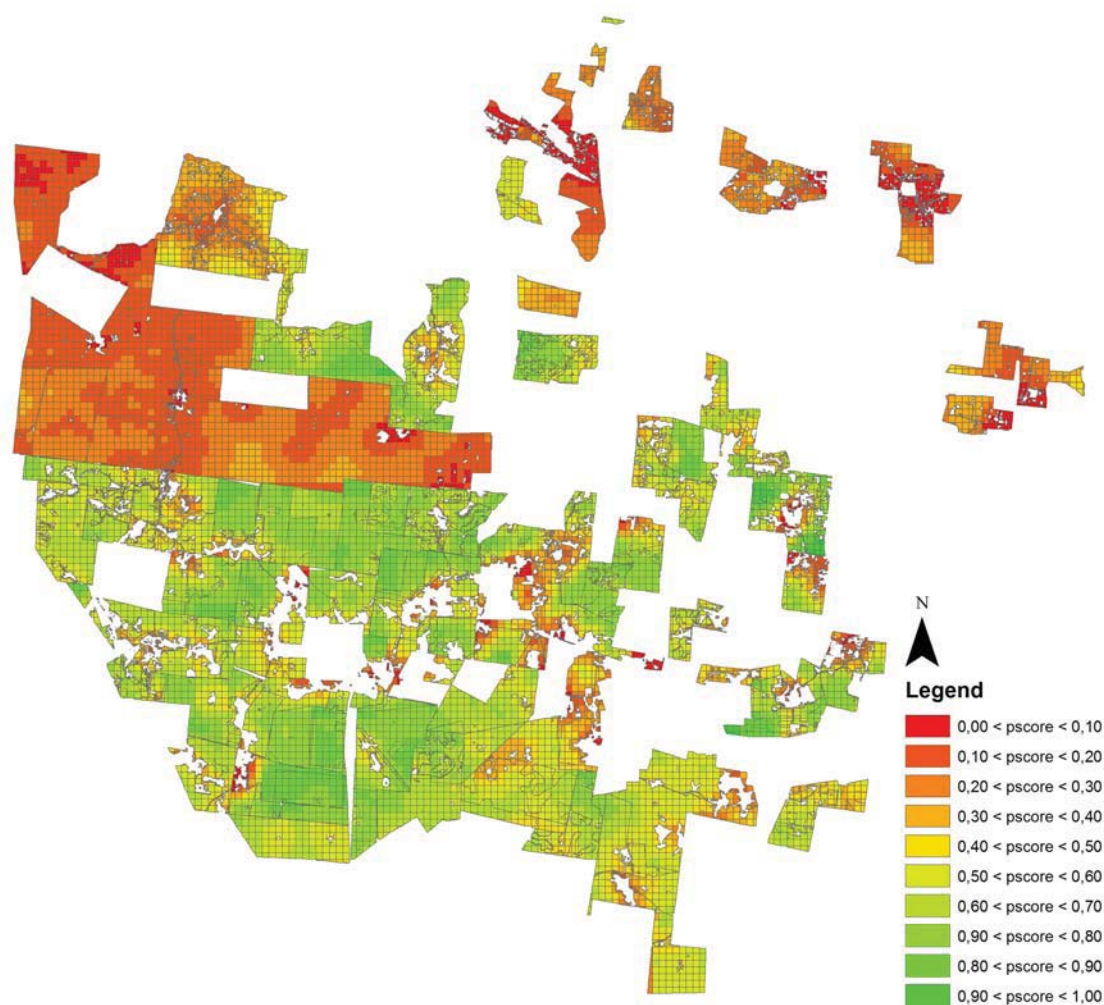 N
Legend
0,00 < pscore < 0,10
0,10 < pscore < 0,20
0,20 < pscore < 0,30
0,30 < pscore < 0,40
0,40 < pscore < 0,50
0,50 < pscore < 0,60
0,60 < pscore < 0,70
0,90 < pscore < 0,80
0,80 < pscore < 0,90
0,90 < pscore < 1,00